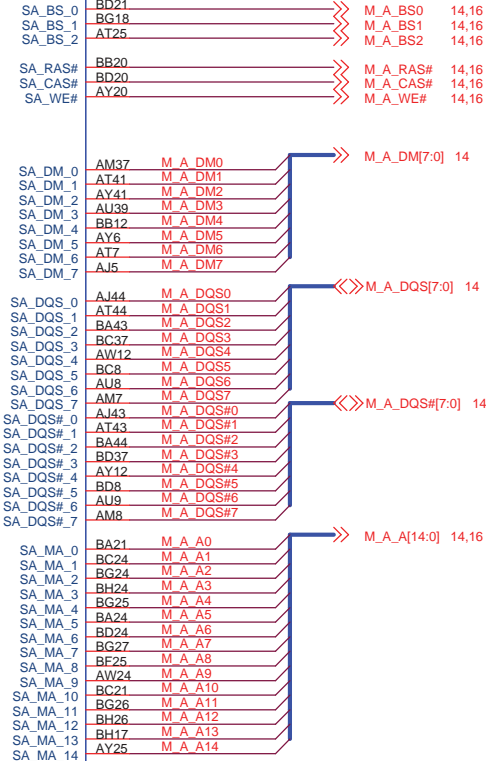 SA_BS_0 BD21 M_A_BS0 14,16
SA_BS_1 BG18 M_A_BS1 14,16
SA_BS_2 AT25 M_A_BS2 14,16
SA_RAS# BB20 M_A_RAS# 14,16
SA_CAS# BD20 M_A_CAS# 14,16
SA_WE# AY20 M_A_WE# 14,16
M_A_DM[7:0] 14
SA_DM_0 AM37 M_A_DM0
SA_DM_1 AT41 M_A_DM1
SA_DM_2 AY41 M_A_DM2
SA_DM_3 AU39 M_A_DM3
SA_DM_4 BB12 M_A_DM4
SA_DM_5 AY6 M_A_DM5
SA_DM_6 AT7 M_A_DM6
SA_DM_7 AJ5 M_A_DM7
M_A_DQS[7:0] 14
SA_DQS_0 AJ44 M_A_DQS0
SA_DQS_1 AT44 M_A_DQS1
SA_DQS_2 BA43 M_A_DQS2
SA_DQS_3 BC37 M_A_DQS3
SA_DQS_4 AW12 M_A_DQS4
SA_DQS_5 BC8 M_A_DQS5
SA_DQS_6 AU8 M_A_DQS6
SA_DQS_7 AM7 M_A_DQS7
M_A_DQS#[7:0] 14
SA_DQS#_0 AJ43 M_A_DQS#0
SA_DQS#_1 AT43 M_A_DQS#1
SA_DQS#_2 BA44 M_A_DQS#2
SA_DQS#_3 BD37 M_A_DQS#3
SA_DQS#_4 AY12 M_A_DQS#4
SA_DQS#_5 BD8 M_A_DQS#5
SA_DQS#_6 AU9 M_A_DQS#6
SA_DQS#_7 AM8 M_A_DQS#7
M_A_A[14:0] 14,16
SA_MA_0 BA21 M_A_A0
SA_MA_1 BC24 M_A_A1
SA_MA_2 BG24 M_A_A2
SA_MA_3 BH24 M_A_A3
SA_MA_4 BG25 M_A_A4
SA_MA_5 BA24 M_A_A5
SA_MA_6 BD24 M_A_A6
SA_MA_7 BG27 M_A_A7
SA_MA_8 BF25 M_A_A8
SA_MA_9 AW24 M_A_A9
SA_MA_10 BC21 M_A_A10
SA_MA_11 BG26 M_A_A11
SA_MA_12 BH26 M_A_A12
SA_MA_13 BH17 M_A_A13
SA_MA_14 AY25 M_A_A14